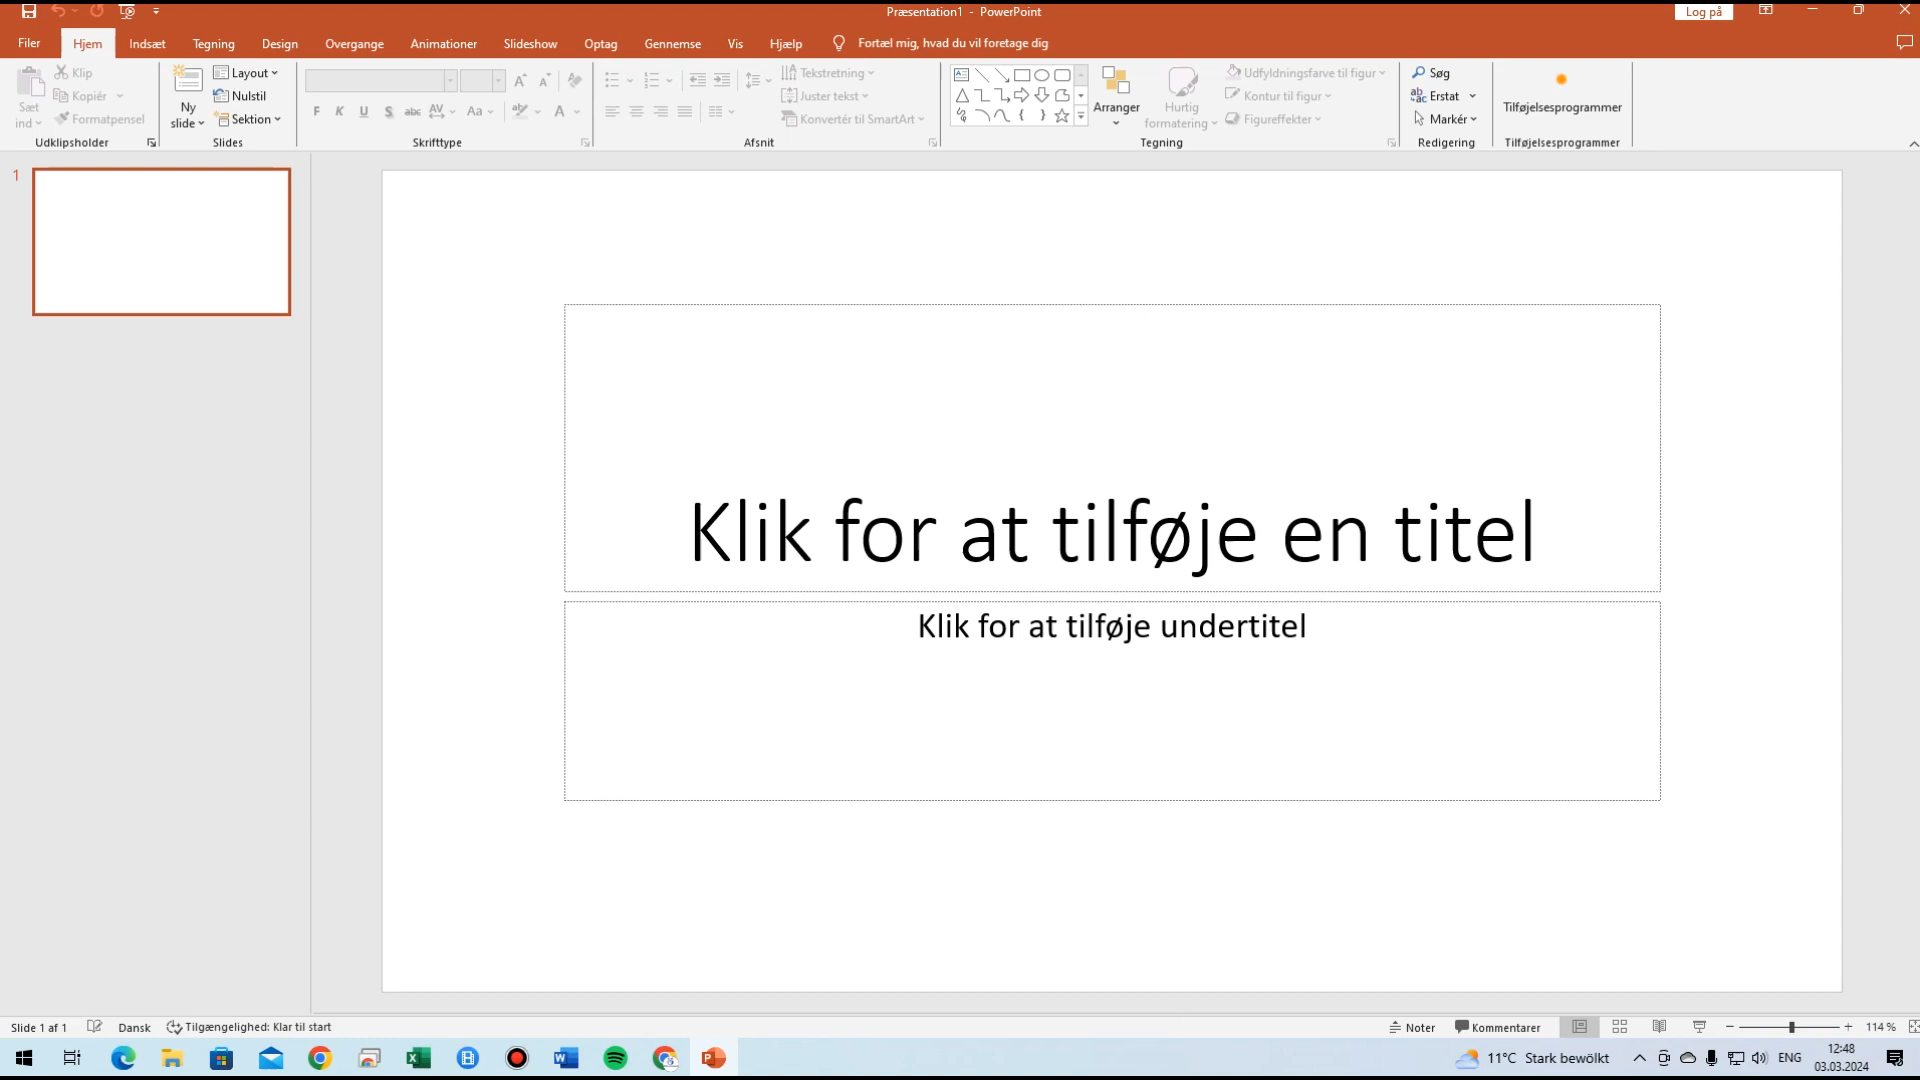 Præsentation1 - PowerPoint
Log på
Filer Hjem Indsæt Tegning Design Overgange Animationer Slideshow Optag Gennemse Vis Hjælp Fortæl mig, hvad du vil foretage dig
Sæt ind
Klip
Kopiér
Formatpensel
Udklipsholder
Ny slide
Layout
Nulstil
Sektion
Slides
F K U S abc AV Aa A
Skrifttype
Tekstretning
Juster tekst
Konvertér til SmartArt
Afsnit
Arranger
Hurtig formatering
Udfyldningsfarve til figur
Kontur til figur
Figureffekter
Tegning
Søg
Erstat
Markér
Redigering
Tilføjelsesprogrammer
Tilføjelsesprogrammer
1
Klik for at tilføje en titel
Klik for at tilføje undertitel
Slide 1 af 1 Dansk Tilgængelighed: Klar til start Noter Kommentarer 114 %
11°C Stark bewölkt ENG 12:48
03.03.2024